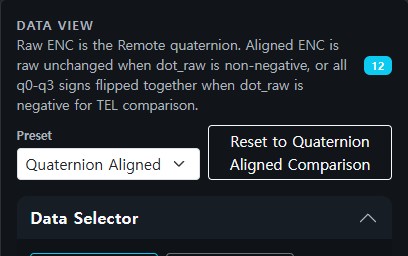 DATA VIEW
Raw ENC is the Remote quaternion. Aligned ENC is
raw unchanged when dot_raw is non-negative, or all
q0-q3 signs flipped together when dot_raw is
negative for TEL comparison.
12
Preset
Quaternion Aligned
Reset to Quaternion
Aligned Comparison
Data Selector